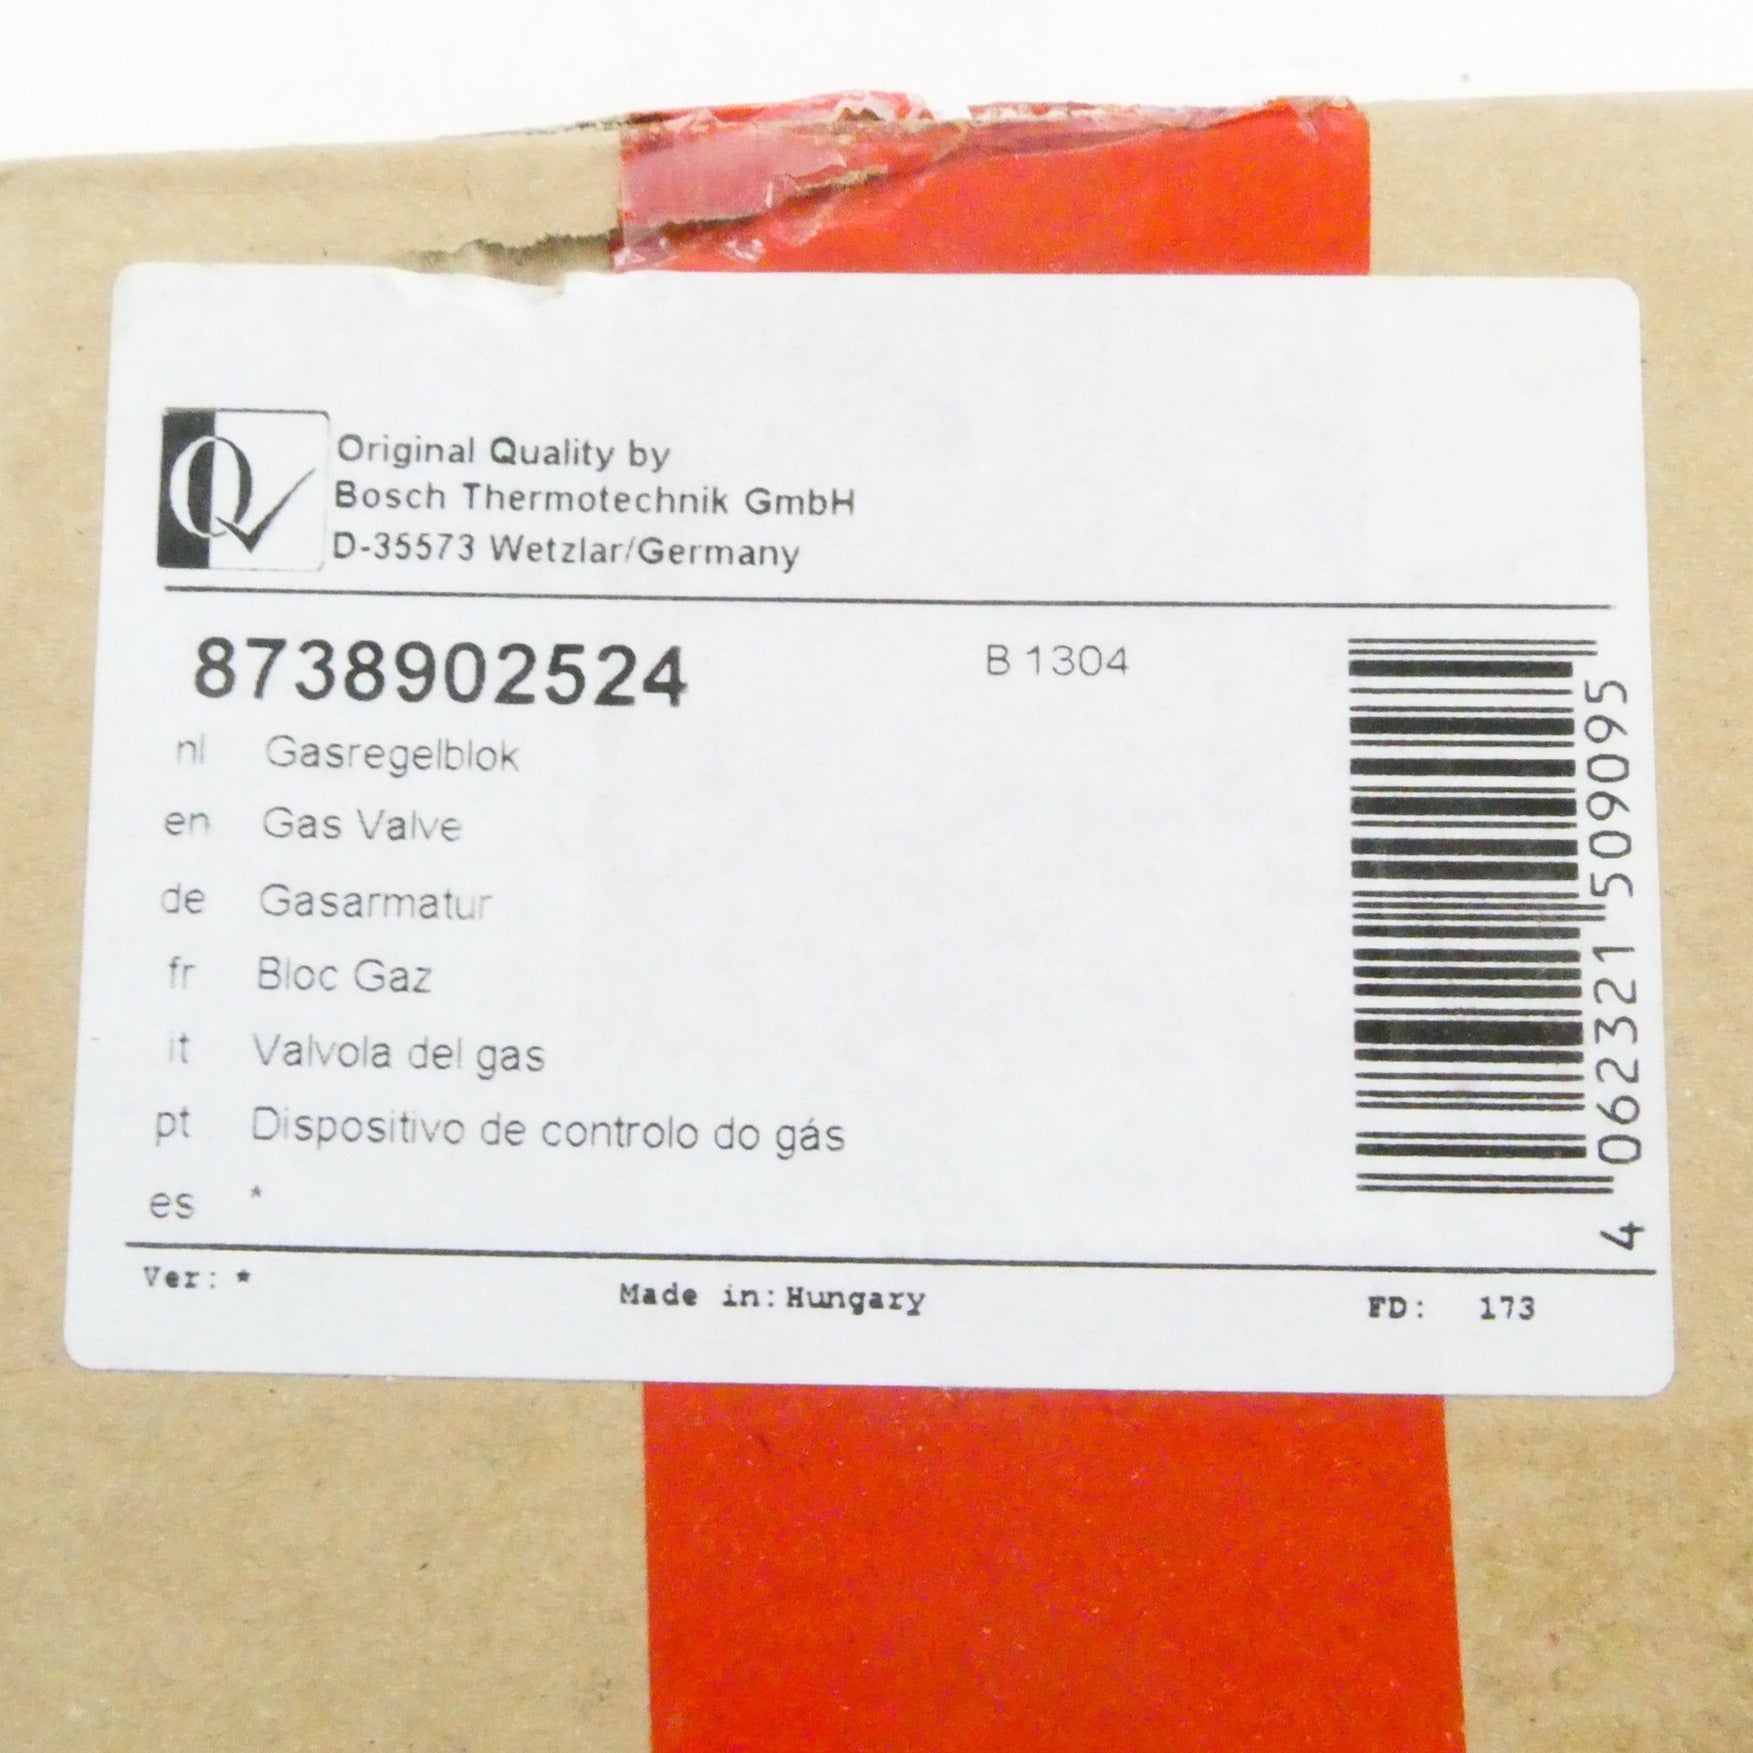 Q
Original Quality by
Bosch Thermotechnik GmbH
D-35573 Wetzlar/Germany
8738902524
B 1304
nl Gasregelblok
en Gas Valve
de Gasarmatur
fr Bloc Gaz
it Valvola del gas
pt Dispositivo de controlo do gás
es *
4 062321 509095
Ver: *
Made in: Hungary
FD: 173